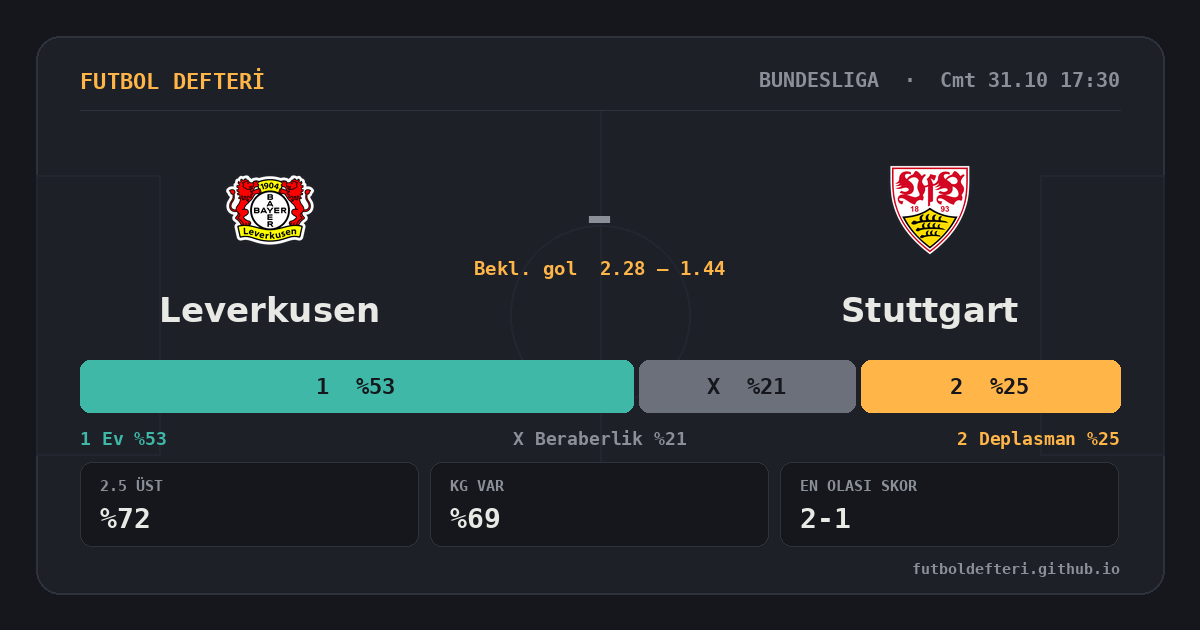 FUTBOL DEFTERİ
BUNDESLIGA · Cmt 31.10 17:30
1904
BAYER
BAYER
Leverkusen
VfB
18 93
-
Bekl. gol 2.28 – 1.44
Leverkusen
Stuttgart
1 %53
X %21
2 %25
1 Ev %53
X Beraberlik %21
2 Deplasman %25
2.5 ÜST
KG VAR
EN OLASI SKOR
%72
%69
2-1
futboldefteri.github.io